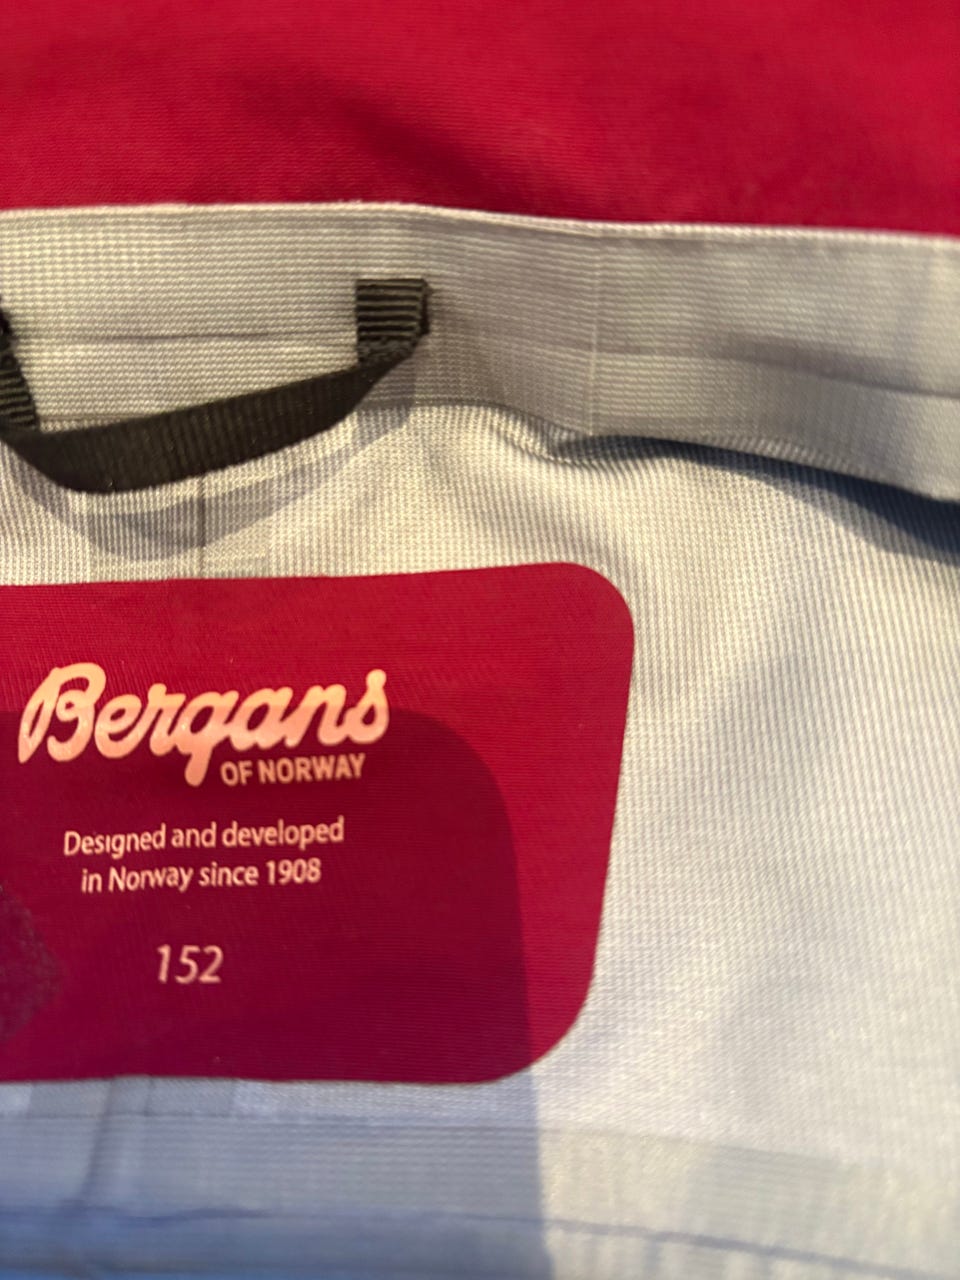 Bergans
OF NORWAY
Designed and developed
in Norway since 1908
152